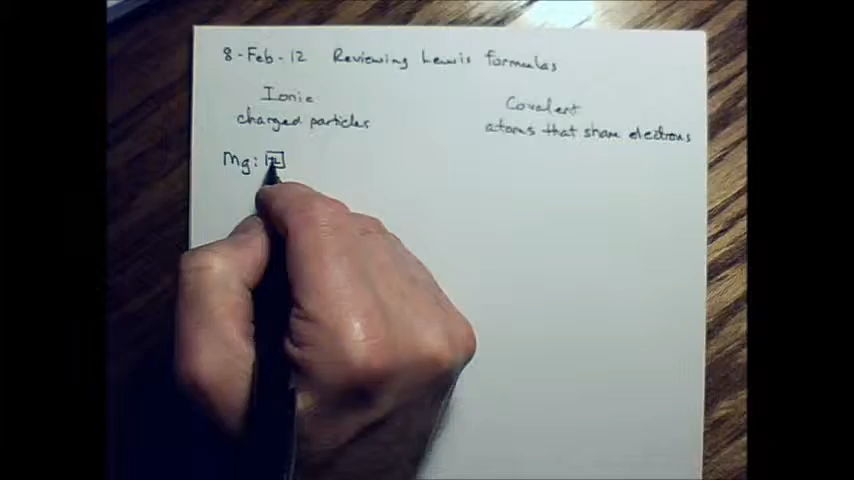 8-Feb-12 Reviewing Lewis formulas
Ionic
Covalent
charged particles
atoms that share electrons
Mg: